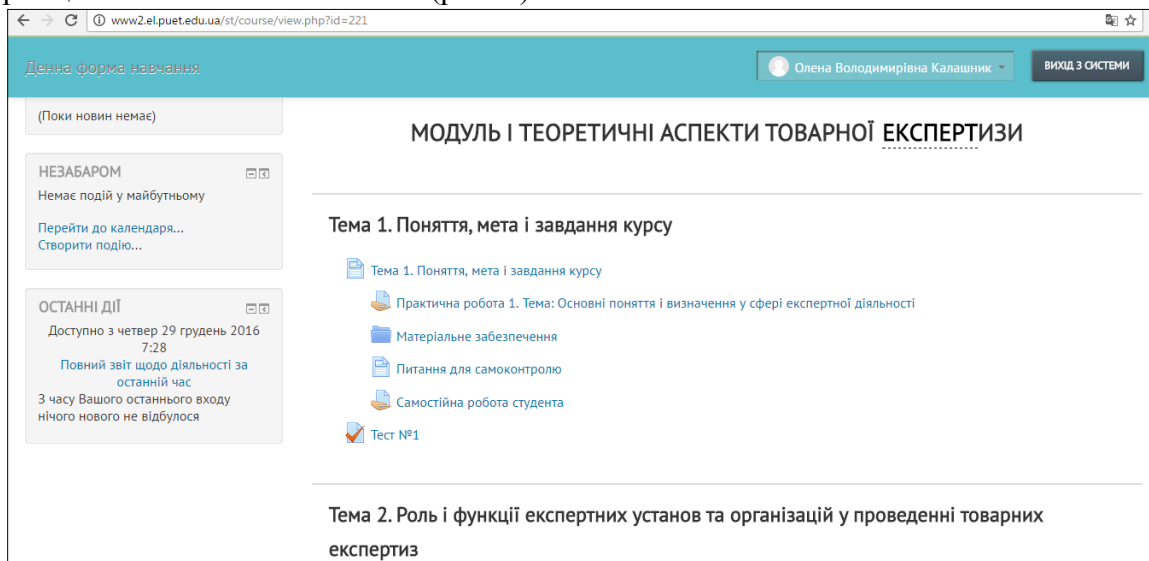 www2.el.puet.edu.ua/st/course/view.php?id=221
Денна форма навчання
Олена Володимирівна Калашник
ВИХІД З СИСТЕМИ
(Поки новин немає)
НЕЗАБАРОМ
Немає подій у майбутньому
Перейти до календаря...
Створити подію...
ОСТАННІ ДІЇ
Доступно з четвер 29 грудень 2016
7:28
Повний звіт щодо діяльності за
останній час
З часу Вашого останнього входу
нічого нового не відбулося
МОДУЛЬ І ТЕОРЕТИЧНІ АСПЕКТИ ТОВАРНОЇ ЕКСПЕРТИЗИ
Тема 1. Поняття, мета і завдання курсу
Тема 1. Поняття, мета і завдання курсу
Практична робота 1. Тема: Основні поняття і визначення у сфері експертної діяльності
Матеріальне забезпечення
Питання для самоконтролю
Самостійна робота студента
Тест №1
Тема 2. Роль і функції експертних установ та організацій у проведенні товарних
експертиз